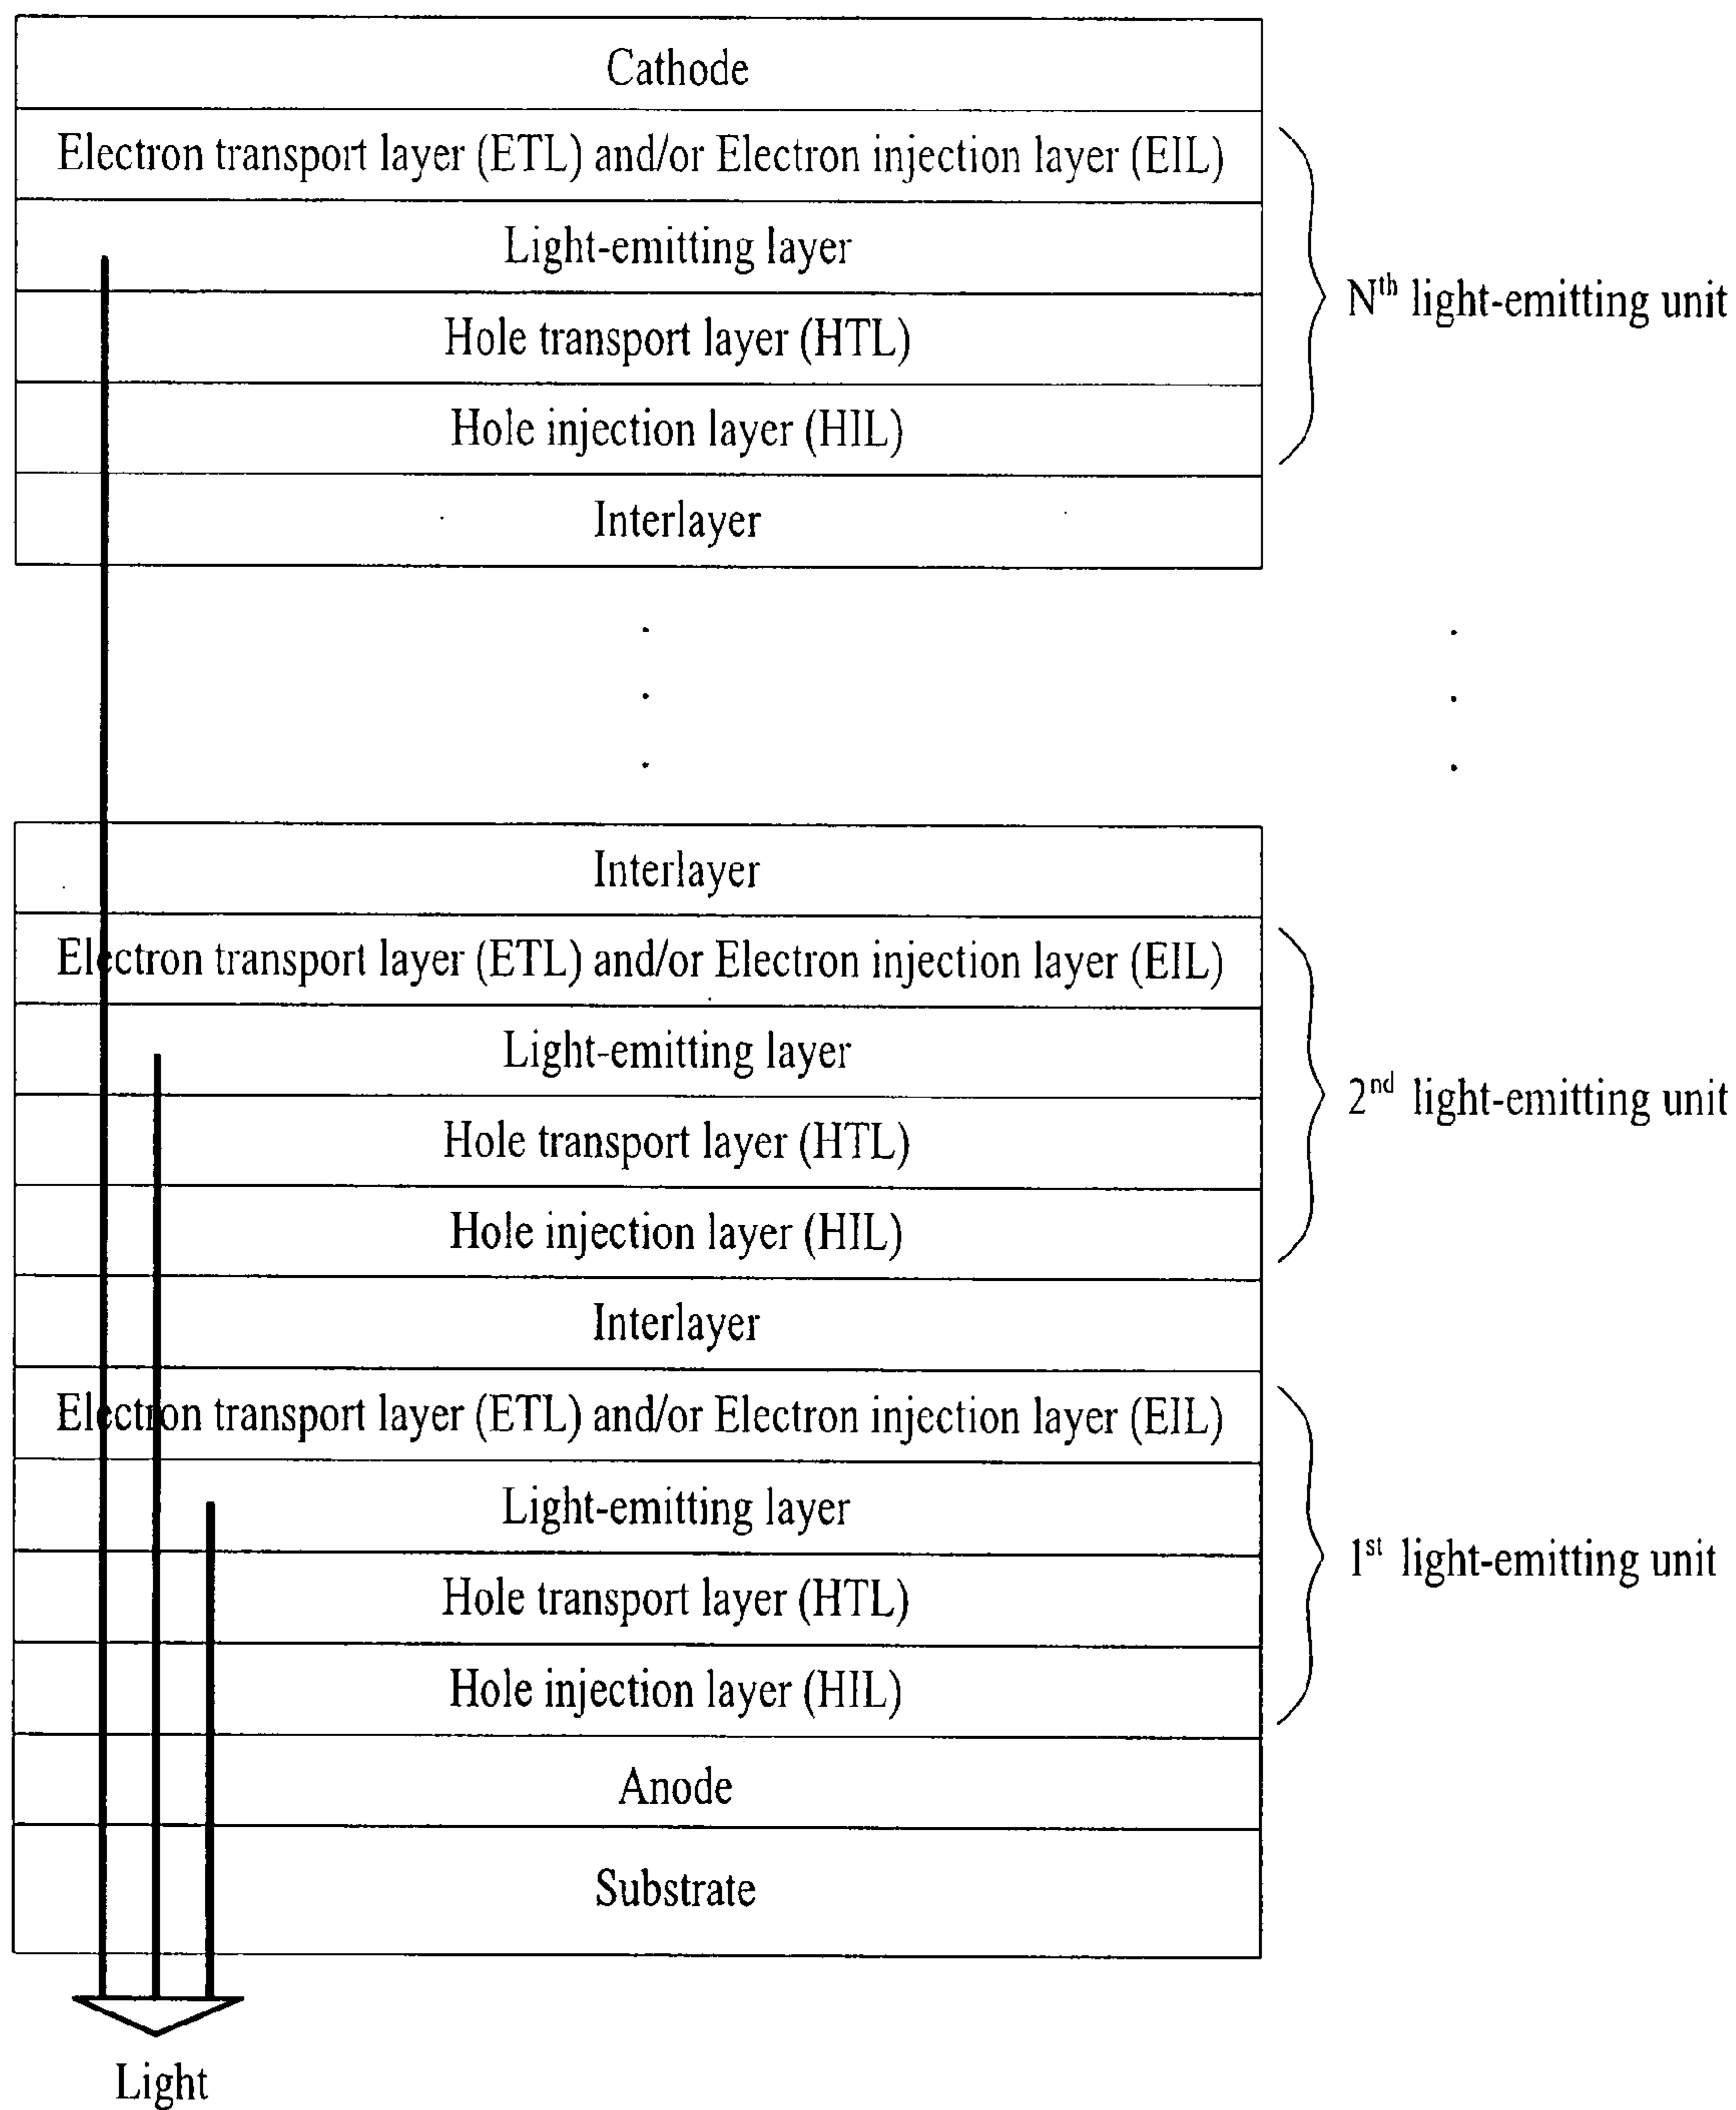 Cathode
Electron transport layer (ETL) and/or Electron injection layer (EIL)
Light-emitting layer
Nth light-emitting unit
Hole transport layer (HTL)
Hole injection layer (HIL)
Interlayer
Interlayer
Electron transport layer (ETL) and/or Electron injection layer (EIL)
Light-emitting layer
2nd light-emitting unit
Hole transport layer (HTL)
Hole injection layer (HIL)
Interlayer
Electron transport layer (ETL) and/or Electron injection layer (EIL)
Light-emitting layer
1st light-emitting unit
Hole transport layer (HTL)
Hole injection layer (HIL)
Anode
Substrate
Light